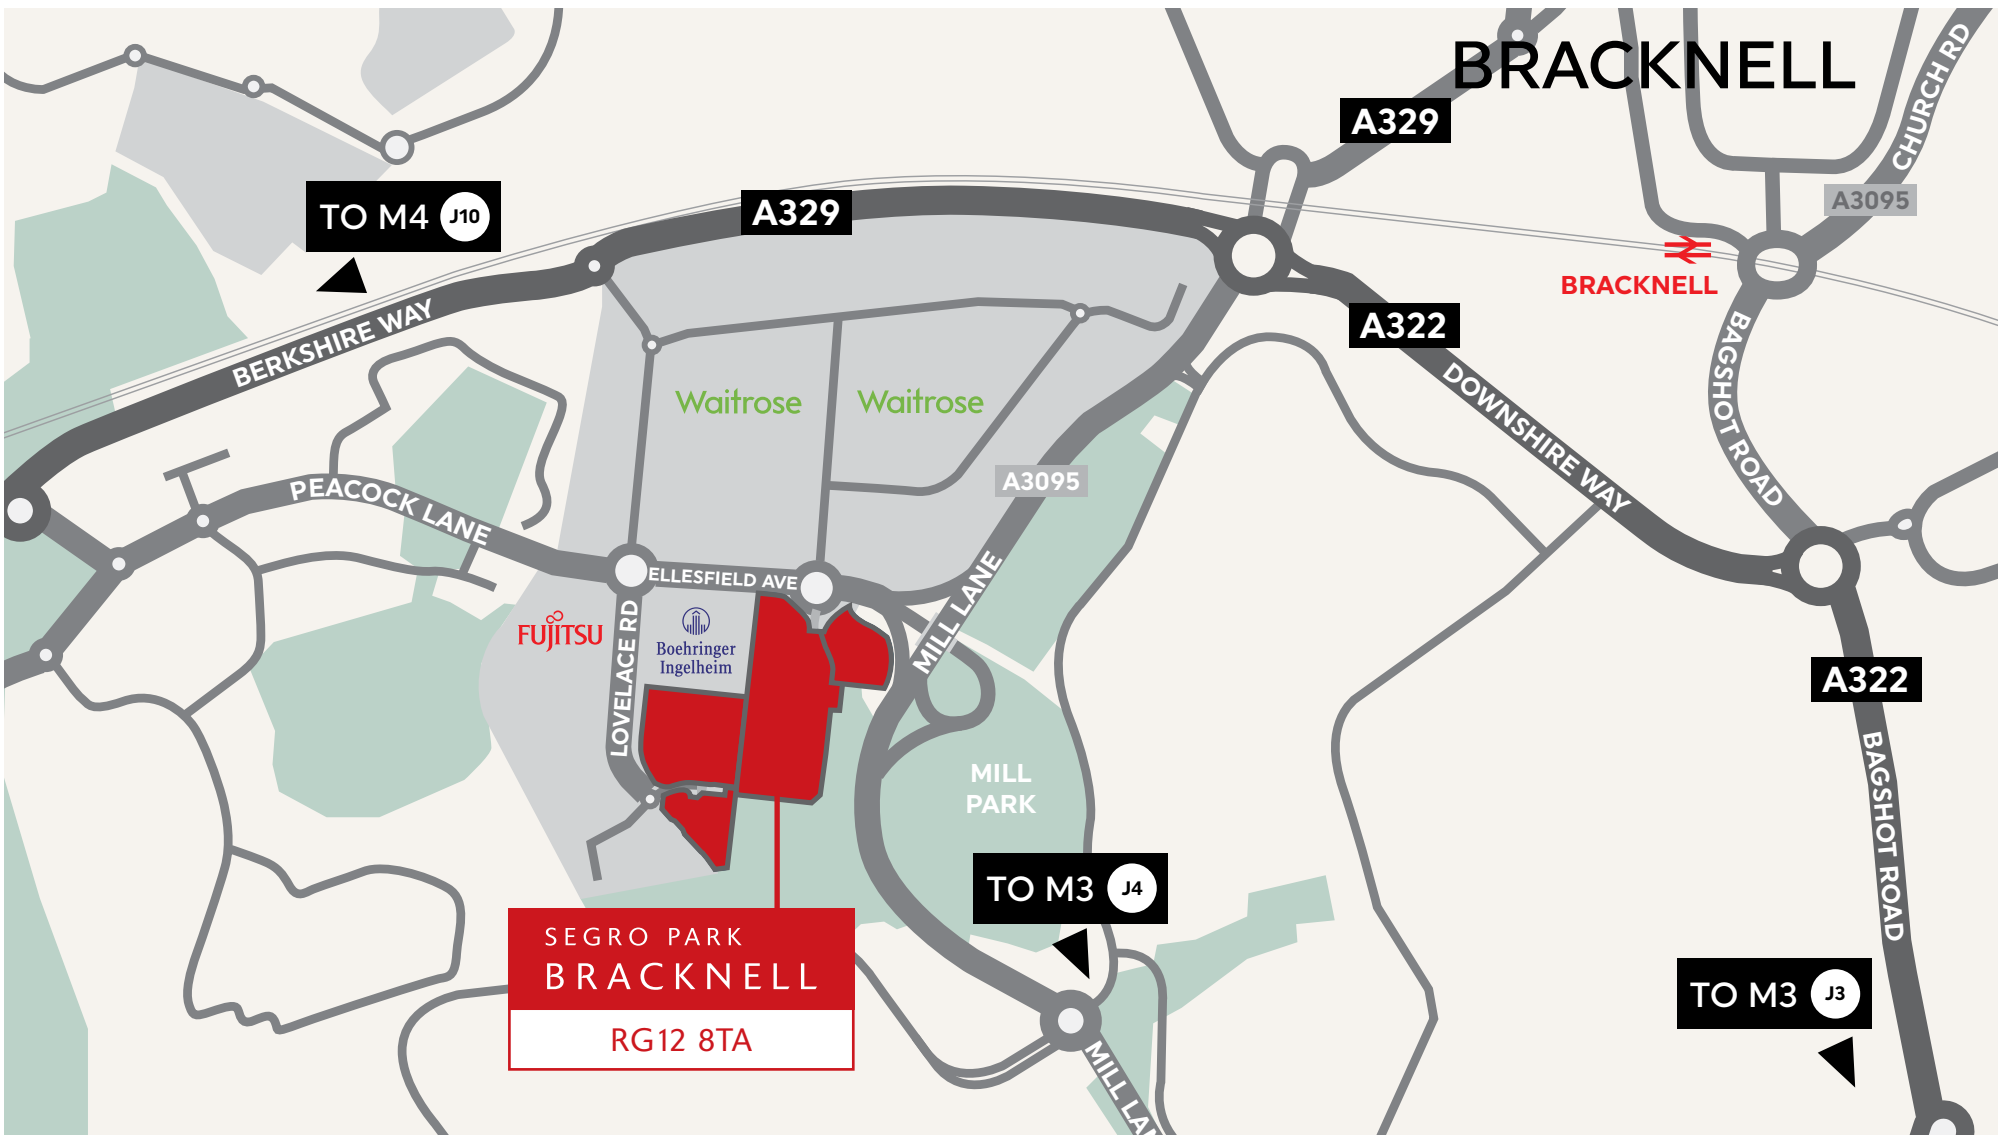 BRACKNELL
CHURCH RD
A329
A3095
TO M4 J10
A329
BRACKNELL
BERKSHIRE WAY
A322
BAGSHOT ROAD
DOWNSHIRE WAY
Waitrose
Waitrose
A3095
PEACOCK LANE
ELLESFIELD AVE
MILL LANE
FUJITSU
LOVELACE RD
Boehringer
Ingelheim
A322
BAGSHOT ROAD
MILL
PARK
TO M3 J4
SEGRO PARK
BRACKNELL
RG12 8TA
TO M3 J3
MILL LAN